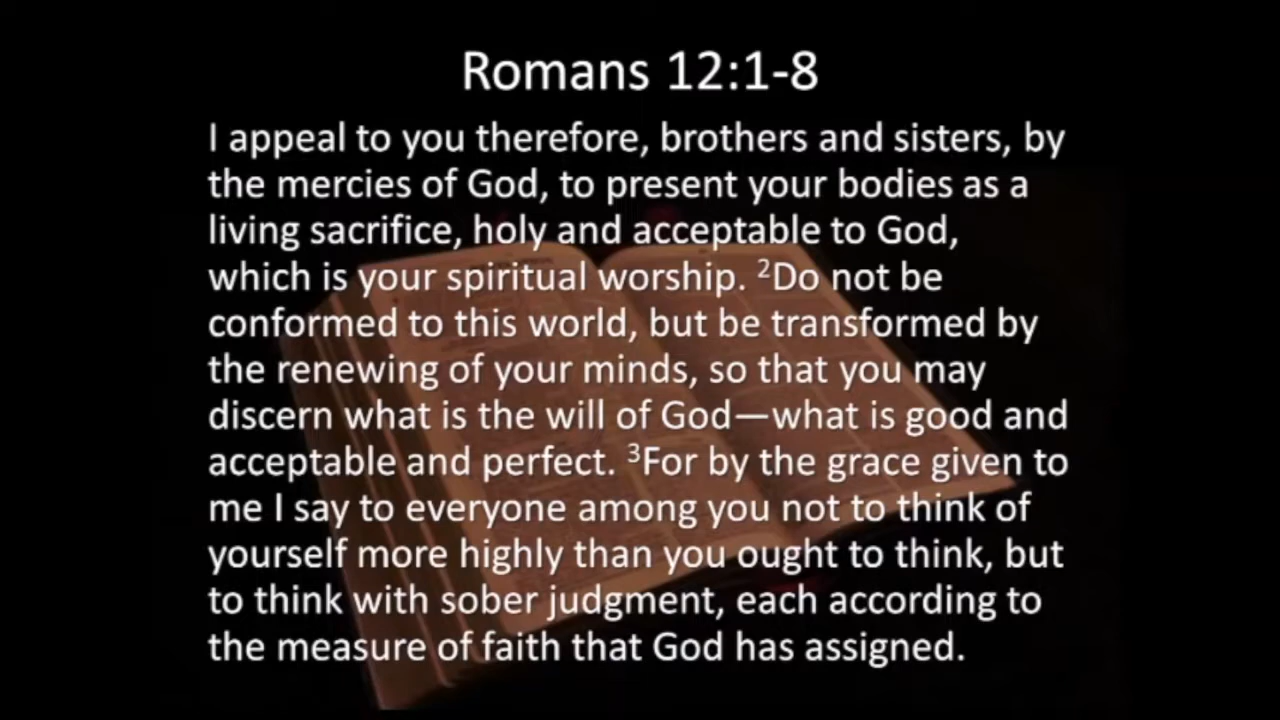 Romans 12:1-8
I appeal to you therefore, brothers and sisters, by
the mercies of God, to present your bodies as a
living sacrifice, holy and acceptable to God,
which is your spiritual worship. ²Do not be
conformed to this world, but be transformed by
the renewing of your minds, so that you may
discern what is the will of God—what is good and
acceptable and perfect. ³For by the grace given to
me I say to everyone among you not to think of
yourself more highly than you ought to think, but
to think with sober judgment, each according to
the measure of faith that God has assigned.